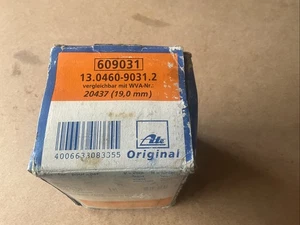 609031
13.0460-9031.2
vergleichbar mit WVA-Nr.:
20437 (19,0 mm)
Ate
4006633083355
Original